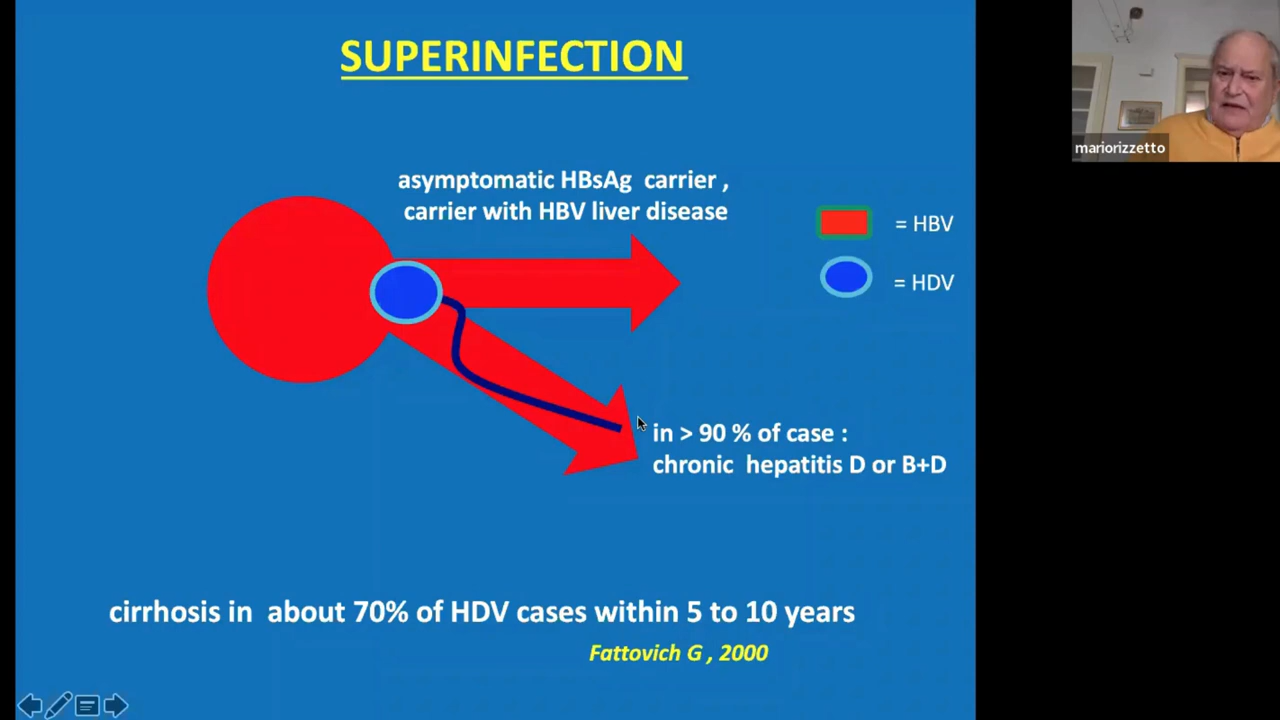 SUPERINFECTION
mariorizzetto
asymptomatic HBsAg carrier ,
carrier with HBV liver disease
= HBV
= HDV
in > 90 % of case :
chronic hepatitis D or B+D
cirrhosis in about 70% of HDV cases within 5 to 10 years
Fattovich G , 2000